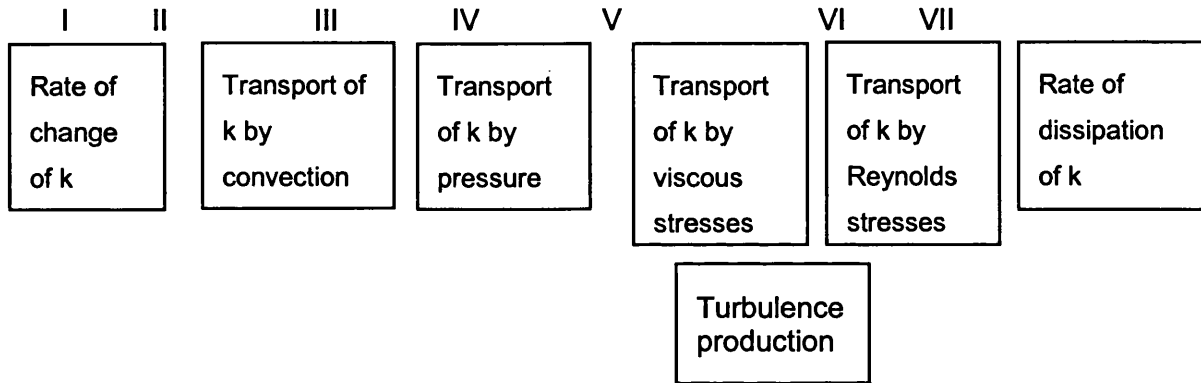 I II III IV V VI VII
Rate of
change
of k
Transport of
k by
convection
Transport
of k by
pressure
Transport
of k by
viscous
stresses
Transport
of k by
Reynolds
stresses
Rate of
dissipation
of k
Turbulence
production